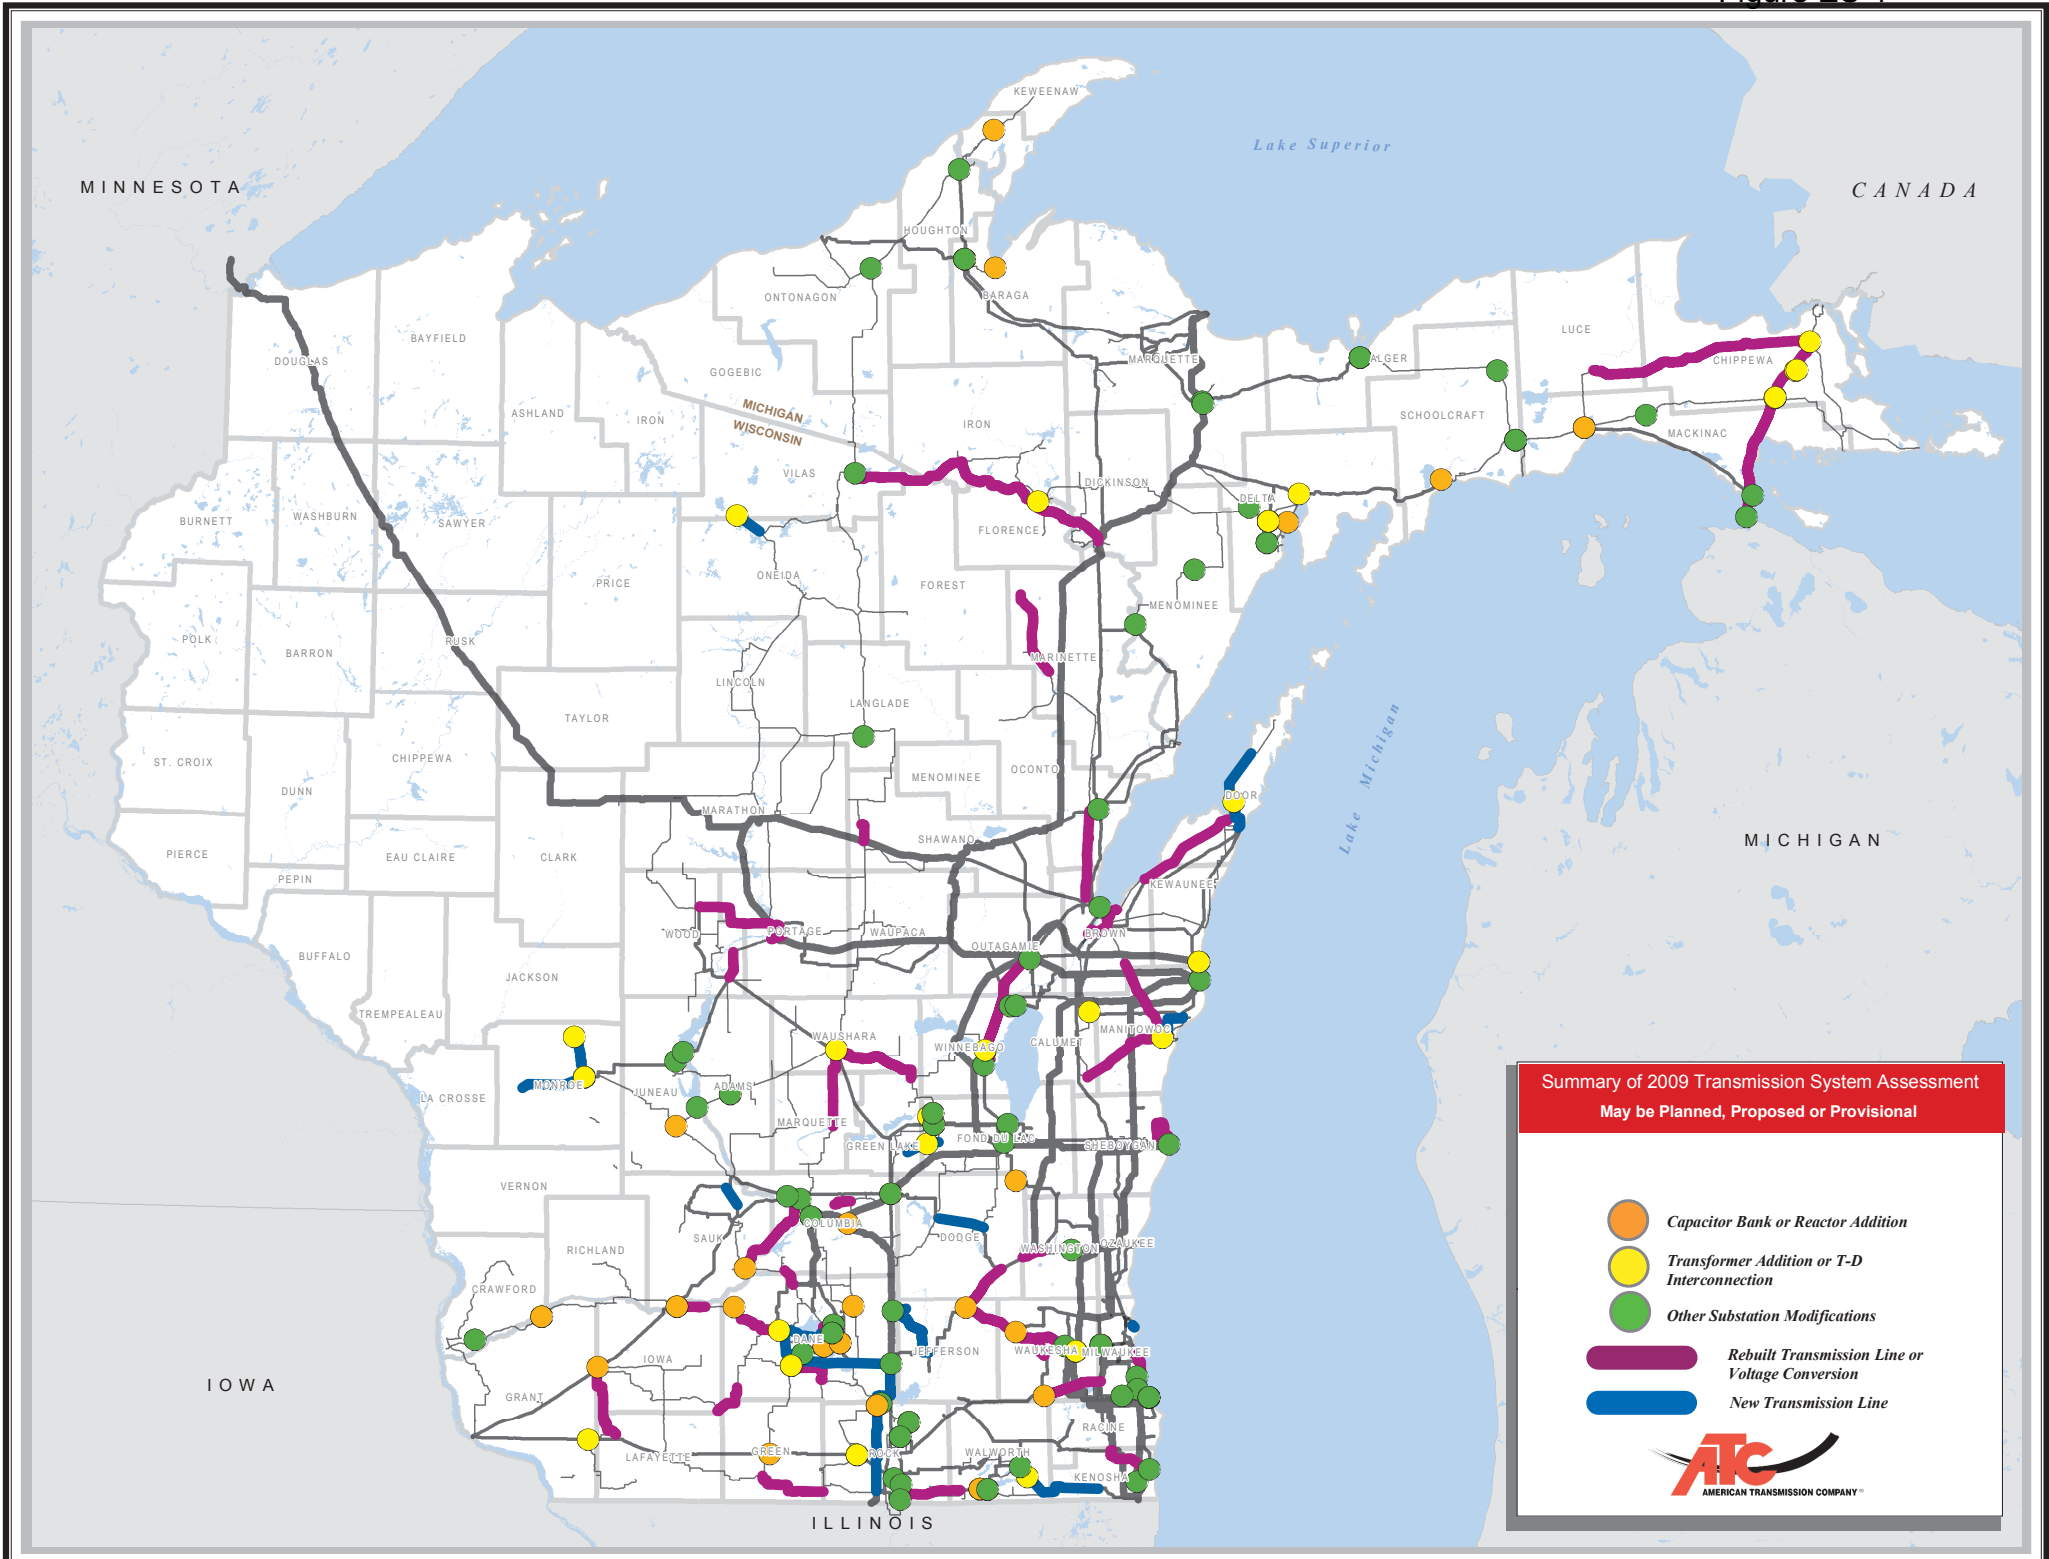 KEWEENAW
Lake Superior
MINNESOTA
CANADA
HOUGHTON
ONTONAGON
BARAGA
LUCE
BAYFIELD
DOUGLAS
MARQUETTE
ALGER
CHIPPEWA
GOGEBIC
MICHIGAN
WISCONSIN
ASHLAND
IRON
IRON
SCHOOLCRAFT
MACKINAC
VILAS
DICKINSON
DELTA
BURNETT
WASHBURN
SAWYER
FLORENCE
PRICE
ONEIDA
FOREST
MENOMINEE
POLK
BARRON
RUSK
MARINETTE
LINCOLN
LANGLADE
TAYLOR
Lake Michigan
ST. CROIX
CHIPPEWA
DUNN
MENOMINEE
OCONTO
DOOR
MARATHON
SHAWANO
MICHIGAN
PIERCE
EAU CLAIRE
CLARK
PEPIN
KEWAUNEE
WOOD
PORTAGE
WAUPACA
BROWN
OUTAGAMIE
BUFFALO
JACKSON
TREMPEALEAU
WAUSHARA
WINNEBAGO
CALUMET
MANITOWOC
MONROE
JUNEAU
ADAMS
LA CROSSE
MARQUETTE
GREEN LAKE
FOND DU LAC
SHEBOYGAN
VERNON
COLUMBIA
SAUK
DODGE
WASHINGTON
OZAUKEE
RICHLAND
CRAWFORD
DANE
JEFFERSON
WAUKESHA
MILWAUKEE
IOWA
IOWA
GRANT
RACINE
LAFAYETTE
GREEN
ROCK
WALWORTH
KENOSHA
ILLINOIS
Summary of 2009 Transmission System Assessment
May be Planned, Proposed or Provisional
Capacitor Bank or Reactor Addition
Transformer Addition or T-D
Interconnection
Other Substation Modifications
Rebuilt Transmission Line or
Voltage Conversion
New Transmission Line
ATC
AMERICAN TRANSMISSION COMPANY®